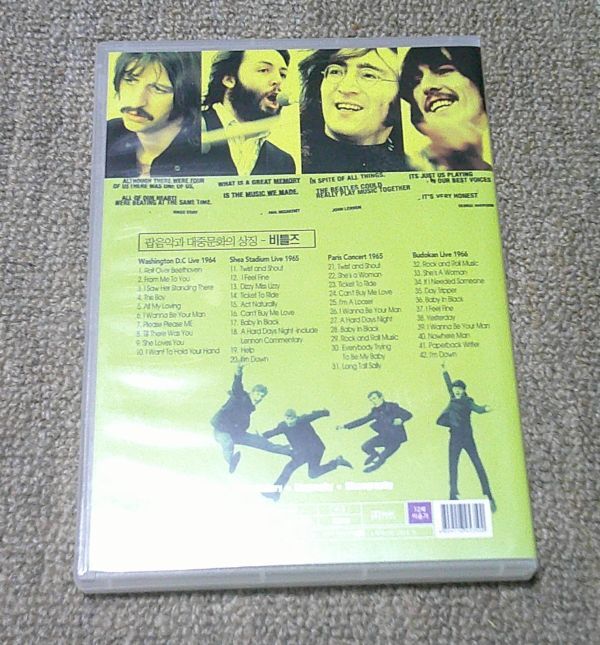 ALTHOUGH THERE WERE FOUR
OF US THERE WAS ONE OF US,
ALL OF OUR HEART!
WERE BEATING AT THE SAME TIME.
RINGO STARR
WHAT IS A GREAT MEMORY
IS THE MUSIC WE MADE.
PAUL MCCARTNEY
IN SPITE OF ALL THINGS,
THE BEATLES COULD
REALLY PLAY MUSIC TOGETHER
JOHN LENNON
ITS JUST US PLAYING
OUR BEST VOICES
IT'S VERY HONEST
GEORGE HARRISON
팝음악과 대중문화의 상징 - 비틀즈
Washington D.C Live 1964
1. Roll Over Beethoven
2. From Me To You
3. I Saw Her Standing There
4. The Boy
5. All My Loving
6. I Wanna Be Your Man
7. Please Please ME
8. Till There Was You
9. She Loves You
10. I Want To Hold Your Hand
Shea Stadium Live 1965
11. Twist and Shout
12. I Feel Fine
13. Dizzy Miss Lizzy
14. Ticket To Ride
15. Act Naturally
16. Can't Buy Me Love
17. Baby In Black
18. A Hard Days Night -include
Lennon Commentary
19. Help
20. I'm Down
Paris Concert 1965
21. Twist and Shout
22. She's a Woman
23. Ticket To Ride
24. Can't Buy Me Love
25. I'm A Loser
26. I Wanna Be Your Man
27. A Hard Days Night
28. Baby In Black
29. Rock and Roll Music
30. Everybody Trying
To Be My Baby
31. Long Tall Sally
Budokan Live 1966
32. Rock and Roll Music
33. She's A Woman
34. If I Needed Someone
35. Day Tripper
36. Baby In Black
37. I Feel Fine
38. Yesterday
39. I Wanna Be Your Man
40. Nowhere Man
41. Paperback Writer
42. I'm Down
12세
이용가